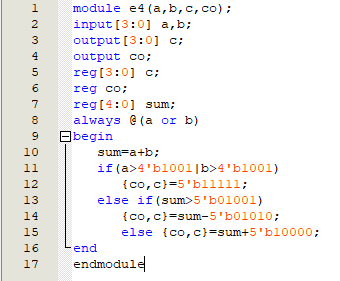 1 module e4(a,b,c,co);
2 input[3:0] a,b;
3 output[3:0] c;
4 output co;
5 reg[3:0] c;
6 reg co;
7 reg[4:0] sum;
8 always @(a or b)
9 begin
10 sum=a+b;
11 if(a>4'b1001|b>4'b1001)
12 {co,c}=5'b11111;
13 else if(sum>5'b01001)
14 {co,c}=sum-5'b01010;
15 else {co,c}=sum+5'b10000;
16 end
17 endmodule